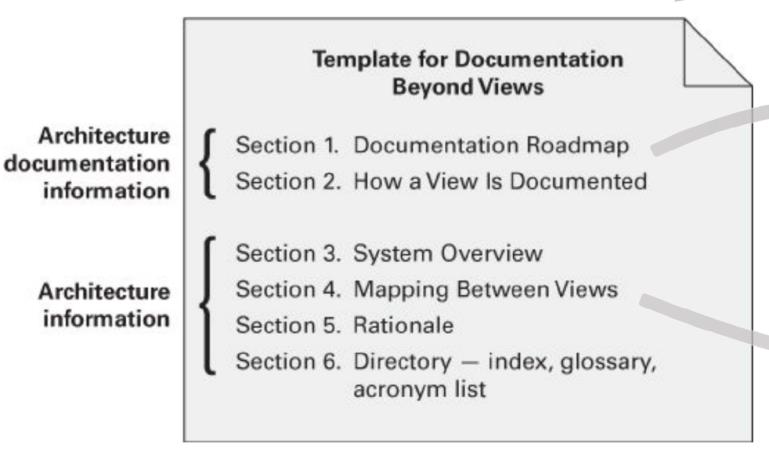 Template for Documentation
Beyond Views
Architecture
documentation
information
Section 1. Documentation Roadmap
Section 2. How a View Is Documented
Architecture
information
Section 3. System Overview
Section 4. Mapping Between Views
Section 5. Rationale
Section 6. Directory — index, glossary,
acronym list